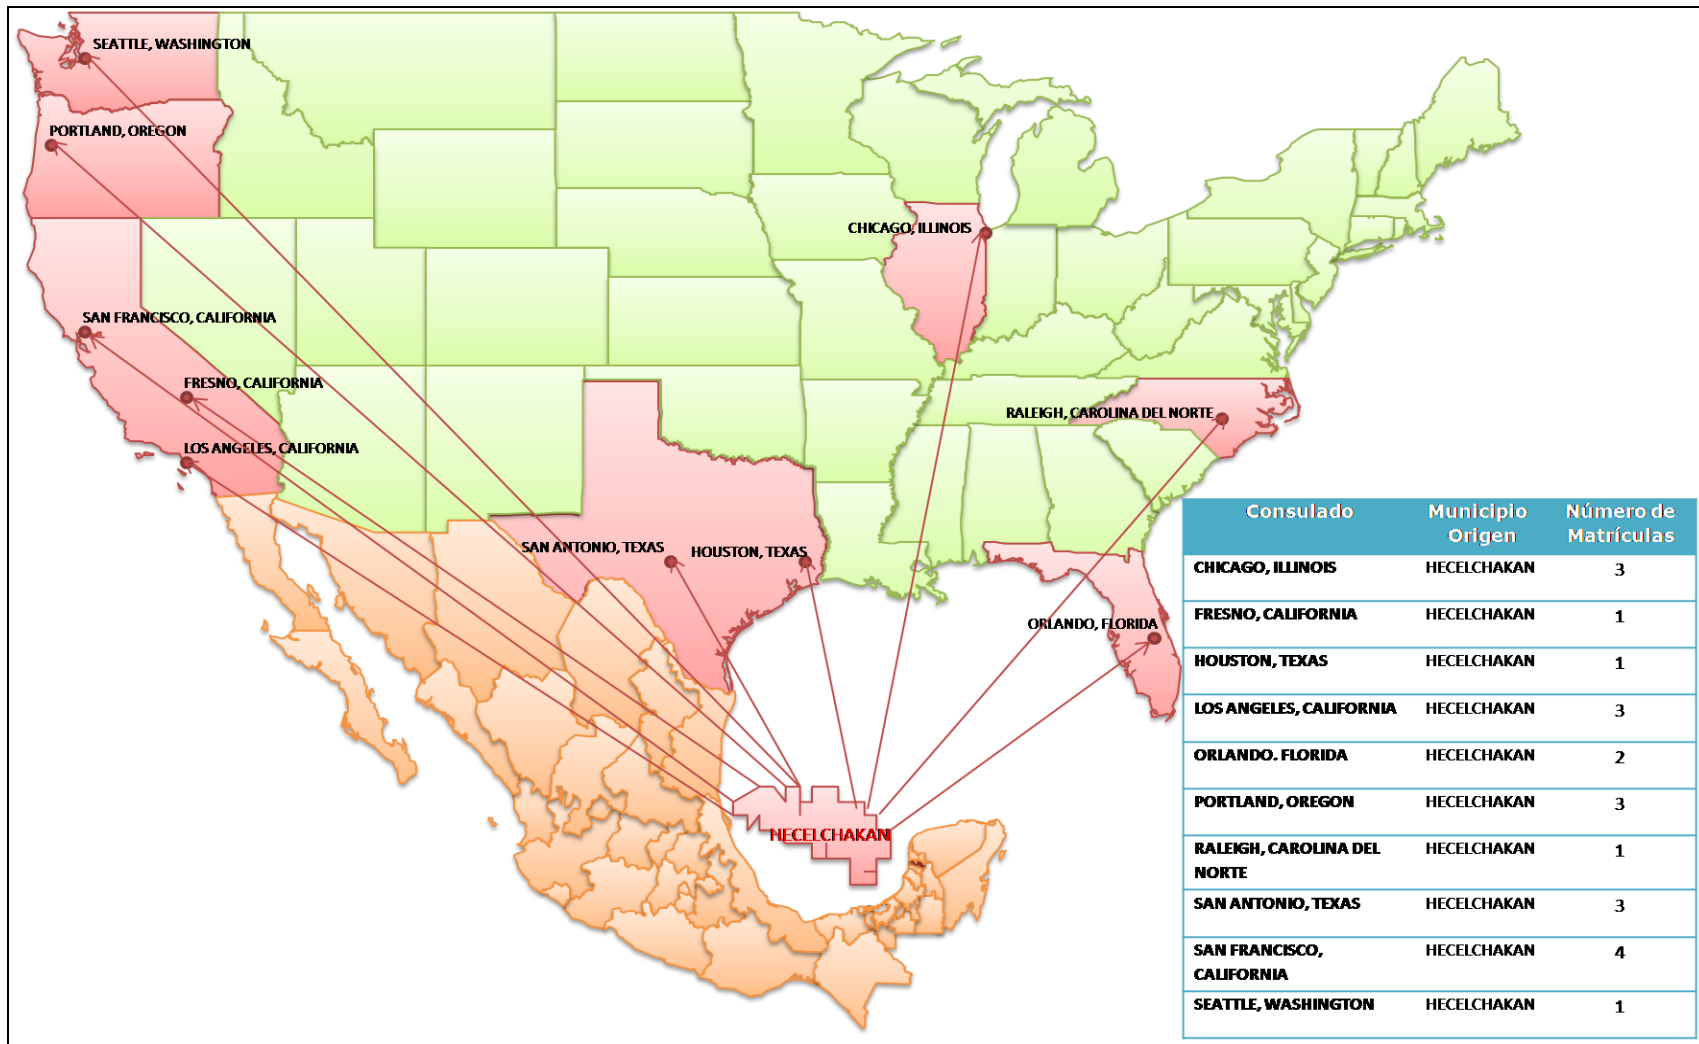 SEATTLE, WASHINGTON
PORTLAND, OREGON
CHICAGO, ILLINOIS
SAN FRANCISCO, CALIFORNIA
FRESNO, CALIFORNIA
RALEIGH, CAROLINA DEL NORTE
LOS ANGELES, CALIFORNIA
SAN ANTONIO, TEXAS
HOUSTON, TEXAS
ORLANDO, FLORIDA
HECELCHAKAN
Consulado Municipio Origen Número de Matrículas
CHICAGO, ILLINOIS HECELCHAKAN 3
FRESNO, CALIFORNIA HECELCHAKAN 1
HOUSTON, TEXAS HECELCHAKAN 1
LOS ANGELES, CALIFORNIA HECELCHAKAN 3
ORLANDO. FLORIDA HECELCHAKAN 2
PORTLAND, OREGON HECELCHAKAN 3
RALEIGH, CAROLINA DEL NORTE HECELCHAKAN 1
SAN ANTONIO, TEXAS HECELCHAKAN 3
SAN FRANCISCO, CALIFORNIA HECELCHAKAN 4
SEATTLE, WASHINGTON HECELCHAKAN 1